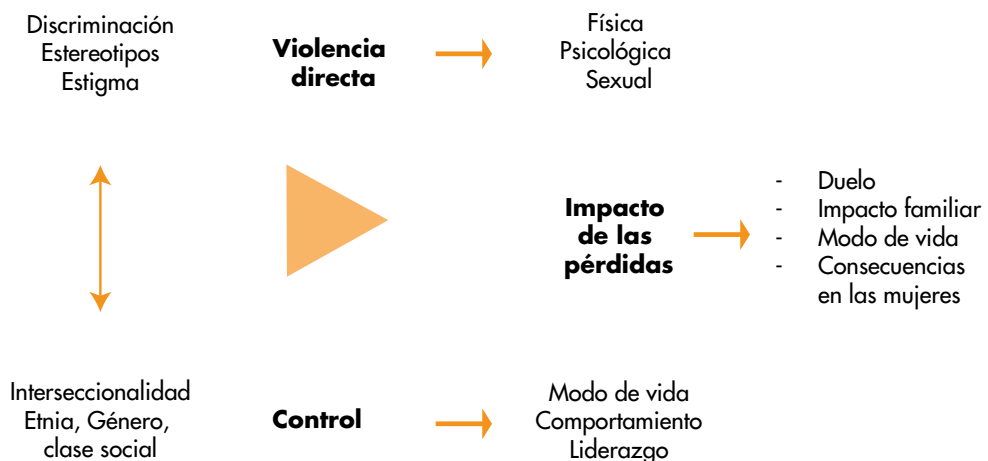 Discriminación
Estereotipos
Estigma
Violencia
directa
Física
Psicológica
Sexual
Impacto
de las
pérdidas
- Duelo
- Impacto familiar
- Modo de vida
- Consecuencias
en las mujeres
Interseccionalidad
Etnia, Género,
clase social
Control
Modo de vida
Comportamiento
Liderazgo